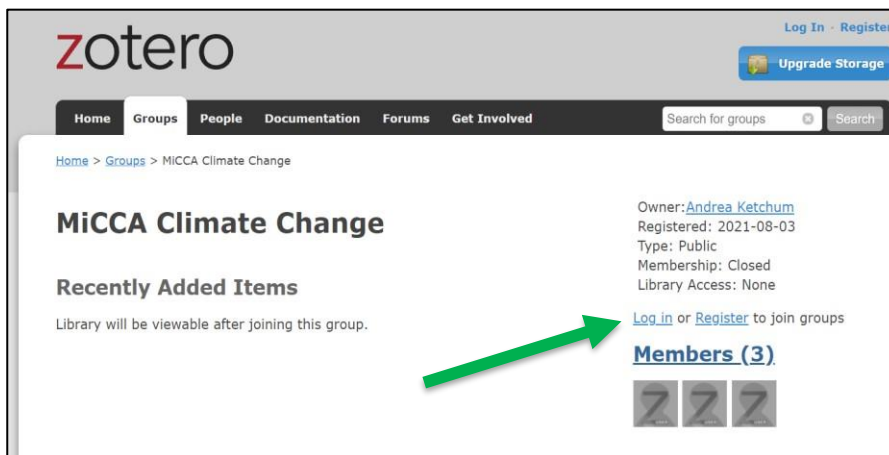 zotero
Log In · Register
Upgrade Storage
Home Groups People Documentation Forums Get Involved
Search for groups
Search
Home > Groups > MiCCA Climate Change
MiCCA Climate Change
Owner:Andrea Ketchum
Registered: 2021-08-03
Type: Public
Membership: Closed
Library Access: None
Recently Added Items
Library will be viewable after joining this group.
Log in or Register to join groups
Members (3)
Z Z Z